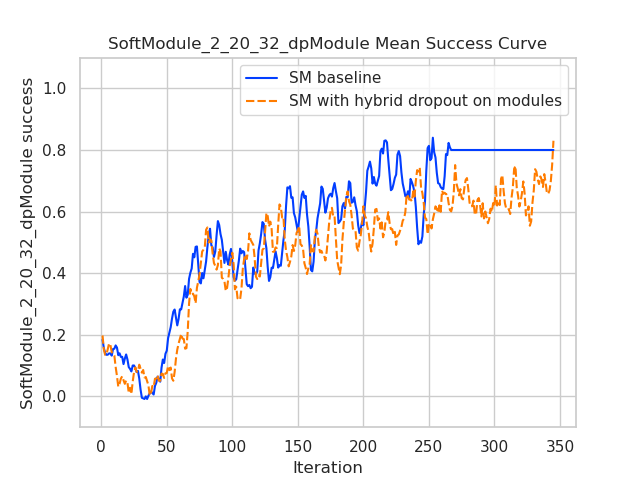 SoftModule_2_20_32_dpModule Mean Success Curve
SM baseline
SM with hybrid dropout on modules
SoftModule_2_20_32_dpModule success
1.0
0.8
0.6
0.4
0.2
0.0
0 50 100 150 200 250 300 350
Iteration